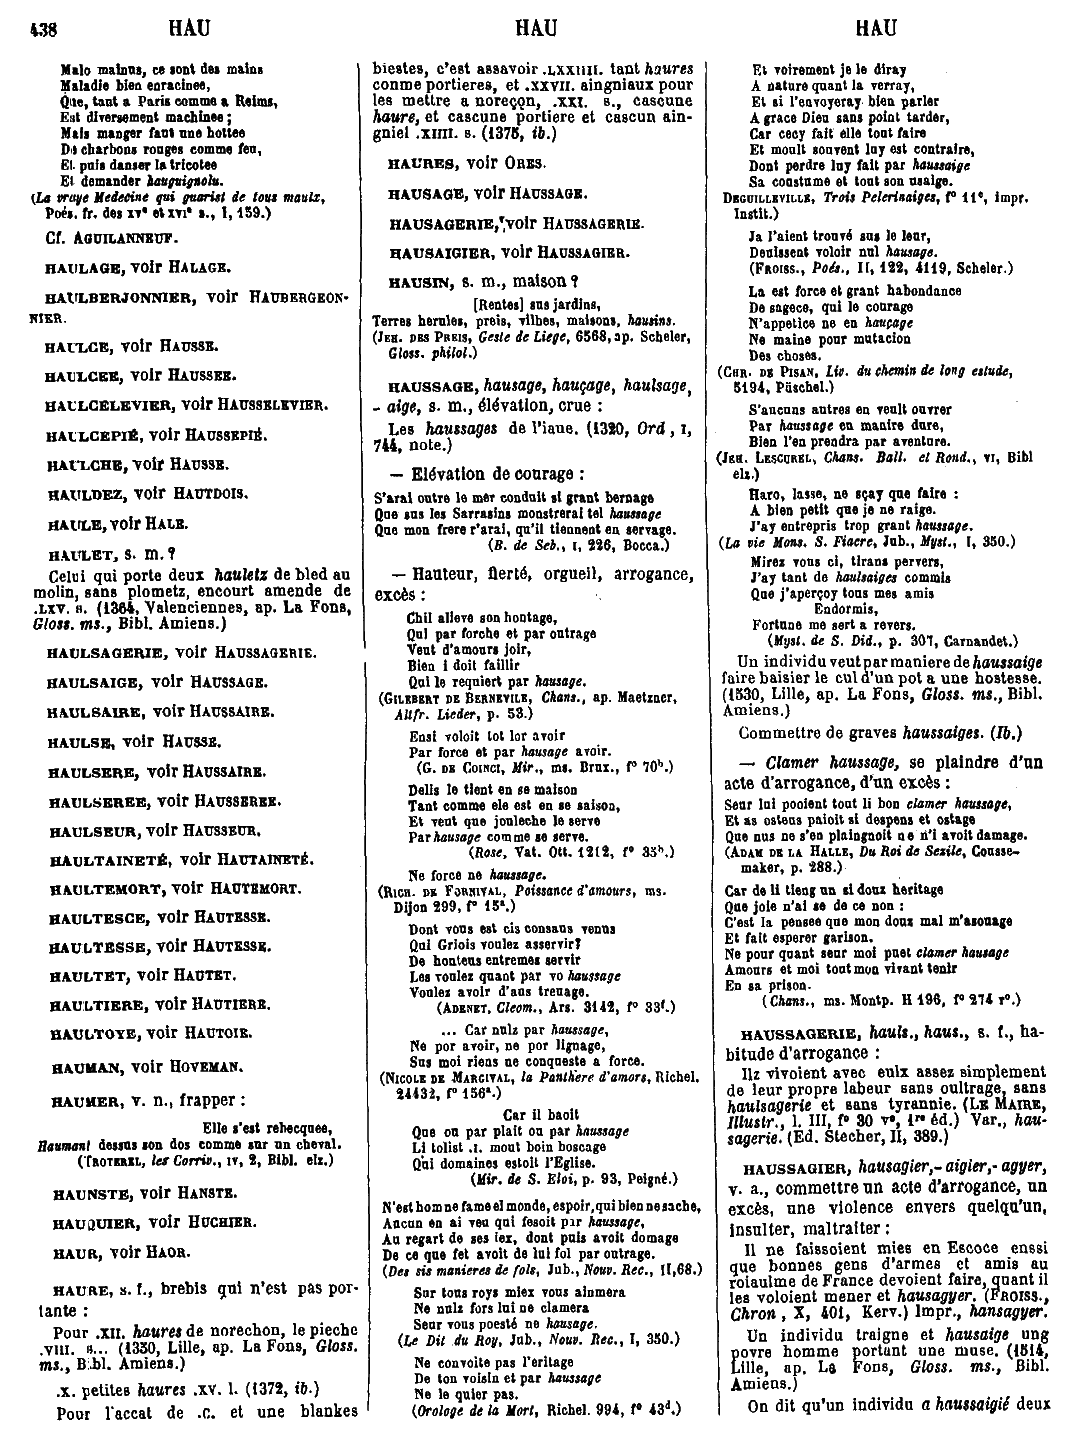 438 HAU HAU HAU
Malo mainus, ce sont des mains
Maladie bien enracinee,
Que, tant a Paris comme a Reims,
Est diversement machinee ;
Mais manger faut une hottee
De charbons rouges comme feu,
Et puis danser la tricotee
Et demander hauguignolu.
(La vraye Medecine qui guarist de tous maulx,
Poés. fr. des xvᵉ et xviᵉ s., I, 159.)
Cf. AGUILANNEUF.
HAULAGE, voir HALAGE.
HAULBERJONNIER, voir HAUBERGEON-
NIER.
HAULCE, voir HAUSSE.
HAULCEE, voir HAUSSEE.
HAULCELEVIER, voir HAUSSELEVIER.
HAULCEPIÉ, voir HAUSSEPIÉ.
HAULCHE, voir HAUSSE.
HAULDEZ, voir HAUTDOIS.
HAULE, voir HALE.
HAULET, s. m. ?
Celui qui porte deux hauletz de bled au
molin, sans plometz, encourt amende de
.LXV. s. (1364, Valenciennes, ap. La Fons,
Gloss. ms., Bibl. Amiens.)
HAULSAGERIE, voir HAUSSAGERIE.
HAULSAIGE, voir HAUSSAGE.
HAULSAIRE, voir HAUSSAIRE.
HAULSE, voir HAUSSE.
HAULSERE, voir HAUSSAIRE.
HAULSEREE, voir HAUSSEREE.
HAULSEUR, voir HAUSSEUR.
HAULTAINETÉ, voir HAUTAINETÉ.
HAULTEMORT, voir HAUTEMORT.
HAULTESCE, voir HAUTESSE.
HAULTESSE, voir HAUTESSE.
HAULTET, voir HAUTET.
HAULTIERE, voir HAUTIERE.
HAULTOYE, voir HAUTOIE.
HAUMAN, voir HOVEMAN.
HAUMER, v. n., frapper :
Elle s'est rebecquee,
Haumant dessus son dos comme sur un cheval.
(TROTEREL, les Corriv., IV, 2, Bibl. elz.)
HAUNSTE, voir HANSTE.
HAUQUIER, voir HUCHIER.
HAUR, voir HAOR.
HAURE, s. f., brebis qui n'est pas por-
tante :
Pour .XII. haures de norechon, le pieche
.VIII. s... (1330, Lille, ap. La Fons, Gloss.
ms., Bibl. Amiens.)
.X. petites haures .XV. l. (1372, ib.)
Pour l'accat de .C. et une blankes
biestes, c'est assavoir .LXXIIII. tant haures
conme portieres, et .XXVII. aingniaux pour
les mettre a noreçon, .XXI. s., cascune
haure, et cascune portiere et cascun ain-
gniel .XIIII. s. (1375, ib.)
HAURES, voir ORES.
HAUSAGE, voir HAUSSAGE.
HAUSAGERIE, voir HAUSSAGERIE.
HAUSAIGIER, voir HAUSSAGIER.
HAUSIN, s. m., maison ?
[Rentes] sus jardins,
Terres herules, preis, vilhes, maisons, hausins.
(JEH. DES PREIS, Geste de Liege, 6568, ap. Scheler,
Gloss. philol.)
HAUSSAGE, hausage, hauçage, haulsage,
- aige, s. m., élévation, crue :
Les haussages de l'iaue. (1320, Ord , I,
744, note.)
— Elévation de courage :
S'arai outre le mer conduit si grant bernage
Que sus les Sarrasins monstrerai tel haussage
Que mon frere r'arai, qu'il tiennent en servage.
(B. de Seb., I, 226, Bocca.)
— Hauteur, fierté, orgueil, arrogance,
excès :
Chil alleve son hontage,
Qui par forche et par outrage
Veut d'amours joir,
Bien i doit faillir
Qui le requiert par hausage.
(GILEBERT DE BERNEVILE, Chans., ap. Maetzner,
Altfr. Lieder, p. 53.)
Ensi voloit tot lor avoir
Par force et par hausage avoir.
(G. DE COINCI, Mir., ms. Brux., fº 70ᵇ.)
Delis le tient en se maison
Tant comme ele est en se saison,
Et veut que jouleche le serve
Par hausage comme se serve.
(Rose, Vat. Ott. 1212, fº 35ᵇ.)
Ne force ne haussage.
(RICH. DE FORNIVAL, Poissance d'amours, ms.
Dijon 299, fº 15ᵃ.)
Dont vous est cis consaus venus
Qui Griois voulez asservir?
De honteus entremes servir
Les voulez quant par vo haussage
Voulez avoir d'aus treuage.
(ADENET, Cleom., Ars. 3142, fº 33ᶠ.)
... Car nulz par haussage,
Ne por avoir, ne por lignage,
Sus moi riens ne conqueste a force.
(NICOLE DE MARGIVAL, la Panthere d'amors, Richel.
24432, fº 156ᵃ.)
Car il baoit
Que ou par plait ou par haussage
Li tolist .I. mout boin boscage
Qui domaines estoit l'Eglise.
(Mir. de S. Eloi, p. 93, Peigné.)
N'est hom ne fame el monde, espoir, qui bien ne sache,
Aucun en ai veu qui fesoit par haussage,
Au regart de ses iex, dont puis avoit domage
De ce que fet avoit de lui fol par outrage.
(Des sis manieres de fols, Jub., Nouv. Rec., II, 68.)
Sur tous roys miex vous aiumera
Ne nulz fors lui ne clamera
Seur vous poesté ne hausage.
(Le Dit du Roy, Jub., Nouv. Rec., I, 350.)
Ne convoite pas l'eritage
De ton voisin et par haussage
Ne le quier pas.
(Orologe de la Mort, Richel. 994, fº 43ᵈ.)
Et voirement je le diray
A nature quant la verray,
Et si l'envoyeray bien parler
A grace Dieu sans point tarder,
Car cecy fait elle tout faire
Et moult souvent luy est contraire,
Dont perdre luy fait par haussaige
Sa coustume et tout son usaige.
DEGUILLEVILLE, Trois Pelerinaiges, fº 11ᵉ, impr.
Instit.)
Ja l'aient trouvé sus le leur,
Deuissent voloir nul hausage.
(FROISS., Poés., II, 122, 4119, Scheler.)
La est force et grant habondance
De sagece, qui le courage
N'appetice ne en hauçage
Ne maine pour mutacion
Des choses.
(CHR. DE PISAN, Liv. du chemin de long estude,
5194, Püschel.)
S'aucuns autres en veult ouvrer
Par haussage en maniere dure,
Bien l'en prendra par aventure.
(JEH. LESCUREL, Chans. Ball. et Rond., VI, Bibl
elz.)
Haro, lasse, ne sçay que faire :
A bien petit que je ne raige.
J'ay entrepris trop grant haussage.
(La vie Mons. S. Fiacre, Jub., Myst., I, 350.)
Mirez vous ci, tirans pervers,
J'ay tant de haulsaiges commis
Que j'aperçoy tous mes amis
Endormis,
Fortune me sert a revers.
(Myst. de S. Did., p. 307, Carnandet.)
Un individu veut par maniere de haussaige
faire baisier le cul d'un pot a une hostesse.
(1530, Lille, ap. La Fons, Gloss. ms., Bibl.
Amiens.)
Commettre de graves haussaiges. (Ib.)
— Clamer haussage, se plaindre d'un
acte d'arrogance, d'un excès :
Seur lui pooient tout li bon clamer haussage,
Et as ostens paioit si despens et ostage
Que nus ne s'en plaingnoit ne n'i avoit damage.
(ADAM DE LA HALLE, Du Roi de Sezile, Cousse-
maker, p. 288.)
Car de li tieng un si doux heritage
Que joie n'ai se de ce non :
C'est la pensee que mon dous mal m'asouage
Et fait esperer garison.
Ne pour quant seur moi puet clamer hausage
Amours et moi tout mon vivant tenir
En sa prison.
(Chans., ms. Montp. H 196, fº 274 rº.)
HAUSSAGERIE, hauls., haus., s. f., ha-
bitude d'arrogance :
Ilz vivoient avec eulx assez simplement
de leur propre labeur sans oultrage, sans
haulsagerie et sans tyrannie. (LE MAIRE,
Illustr., l. III, fº 30 vº, 1ʳᵉ éd.) Var., hau-
sagerie. (Ed. Stecher, II, 389.)
HAUSSAGIER, hausagier, - aigier, - agyer,
v. a., commettre un acte d'arrogance, un
excès, une violence envers quelqu'un,
insulter, maltraiter :
Il ne faissoient mies en Escoce enssi
que bonnes gens d'armes et amis au
roiaulme de France devoient faire, quant il
les voloient mener et hausagyer. (FROISS.,
Chron , X, 401, Kerv.) Impr., hansagyer.
Un individu traigne et hausaige ung
povre homme portant une muse. (1514,
Lille, ap. La Fons, Gloss. ms., Bibl.
Amiens.)
On dit qu'un individu a haussaigié deux